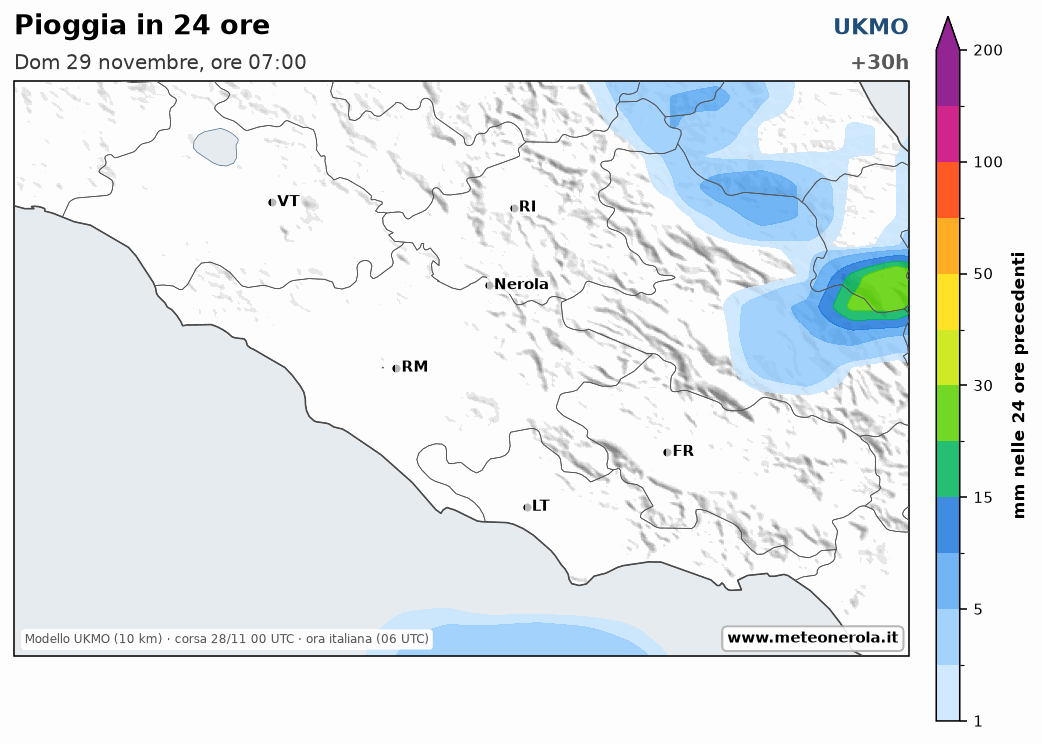 Pioggia in 24 ore
UKMO
Dom 29 novembre, ore 07:00
+30h
200
100
50
30
15
5
1
mm nelle 24 ore precedenti
VT
RI
Nerola
RM
FR
LT
Modello UKMO (10 km) · corsa 28/11 00 UTC · ora italiana (06 UTC)
www.meteonerola.it